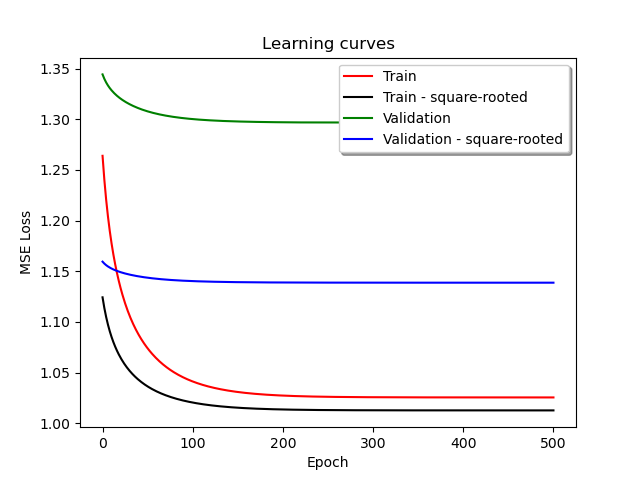 Learning curves
Train
Train - square-rooted
Validation
Validation - square-rooted
MSE Loss
1.35
1.30
1.25
1.20
1.15
1.10
1.05
1.00
0 100 200 300 400 500
Epoch